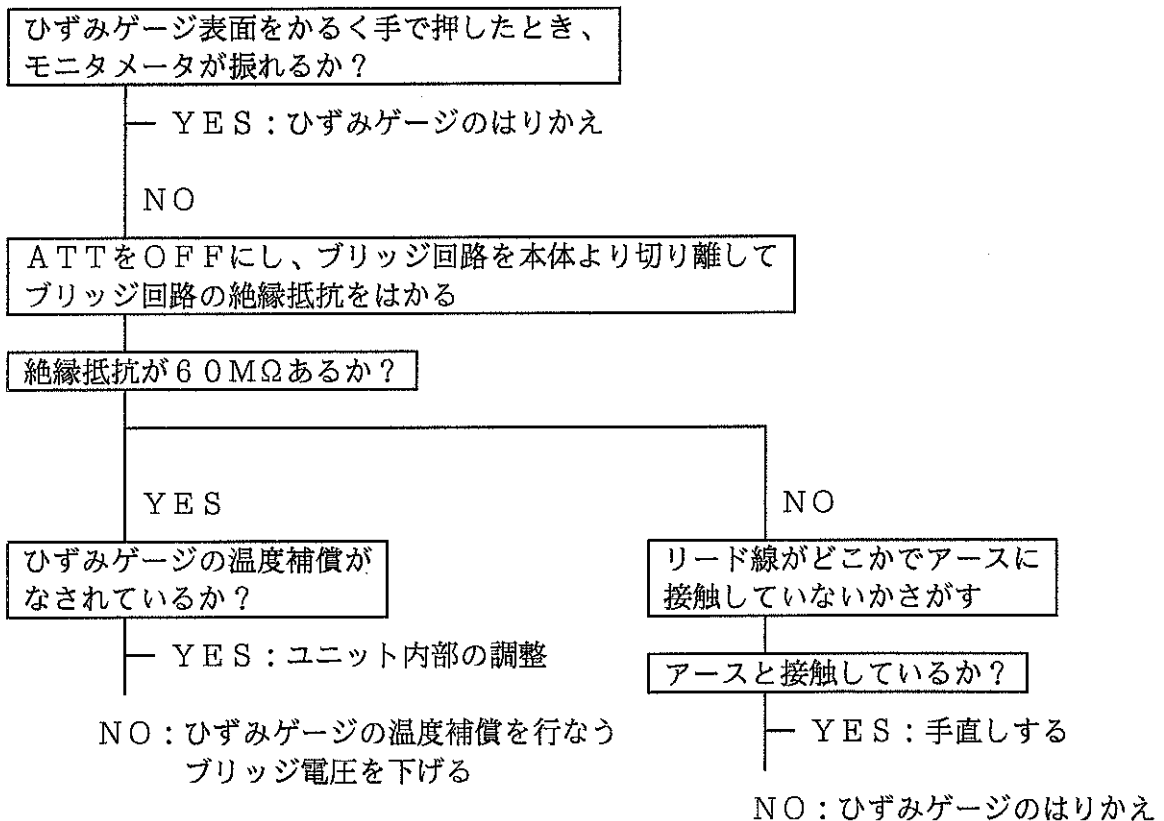 ひずみゲージ表面をかるく手で押したとき、
モニタメータが振れるか？
ＹＥＳ：ひずみゲージのはりかえ
ＮＯ
ＡＴＴをＯＦＦにし、ブリッジ回路を本体より切り離して
ブリッジ回路の絶縁抵抗をはかる
絶縁抵抗が６０ＭΩあるか？
ＹＥＳ
ひずみゲージの温度補償が
なされているか？
ＹＥＳ：ユニット内部の調整
ＮＯ：ひずみゲージの温度補償を行なう
ブリッジ電圧を下げる
ＮＯ
リード線がどこかでアースに
接触していないかさがす
アースと接触しているか？
ＹＥＳ：手直しする
ＮＯ：ひずみゲージのはりかえ